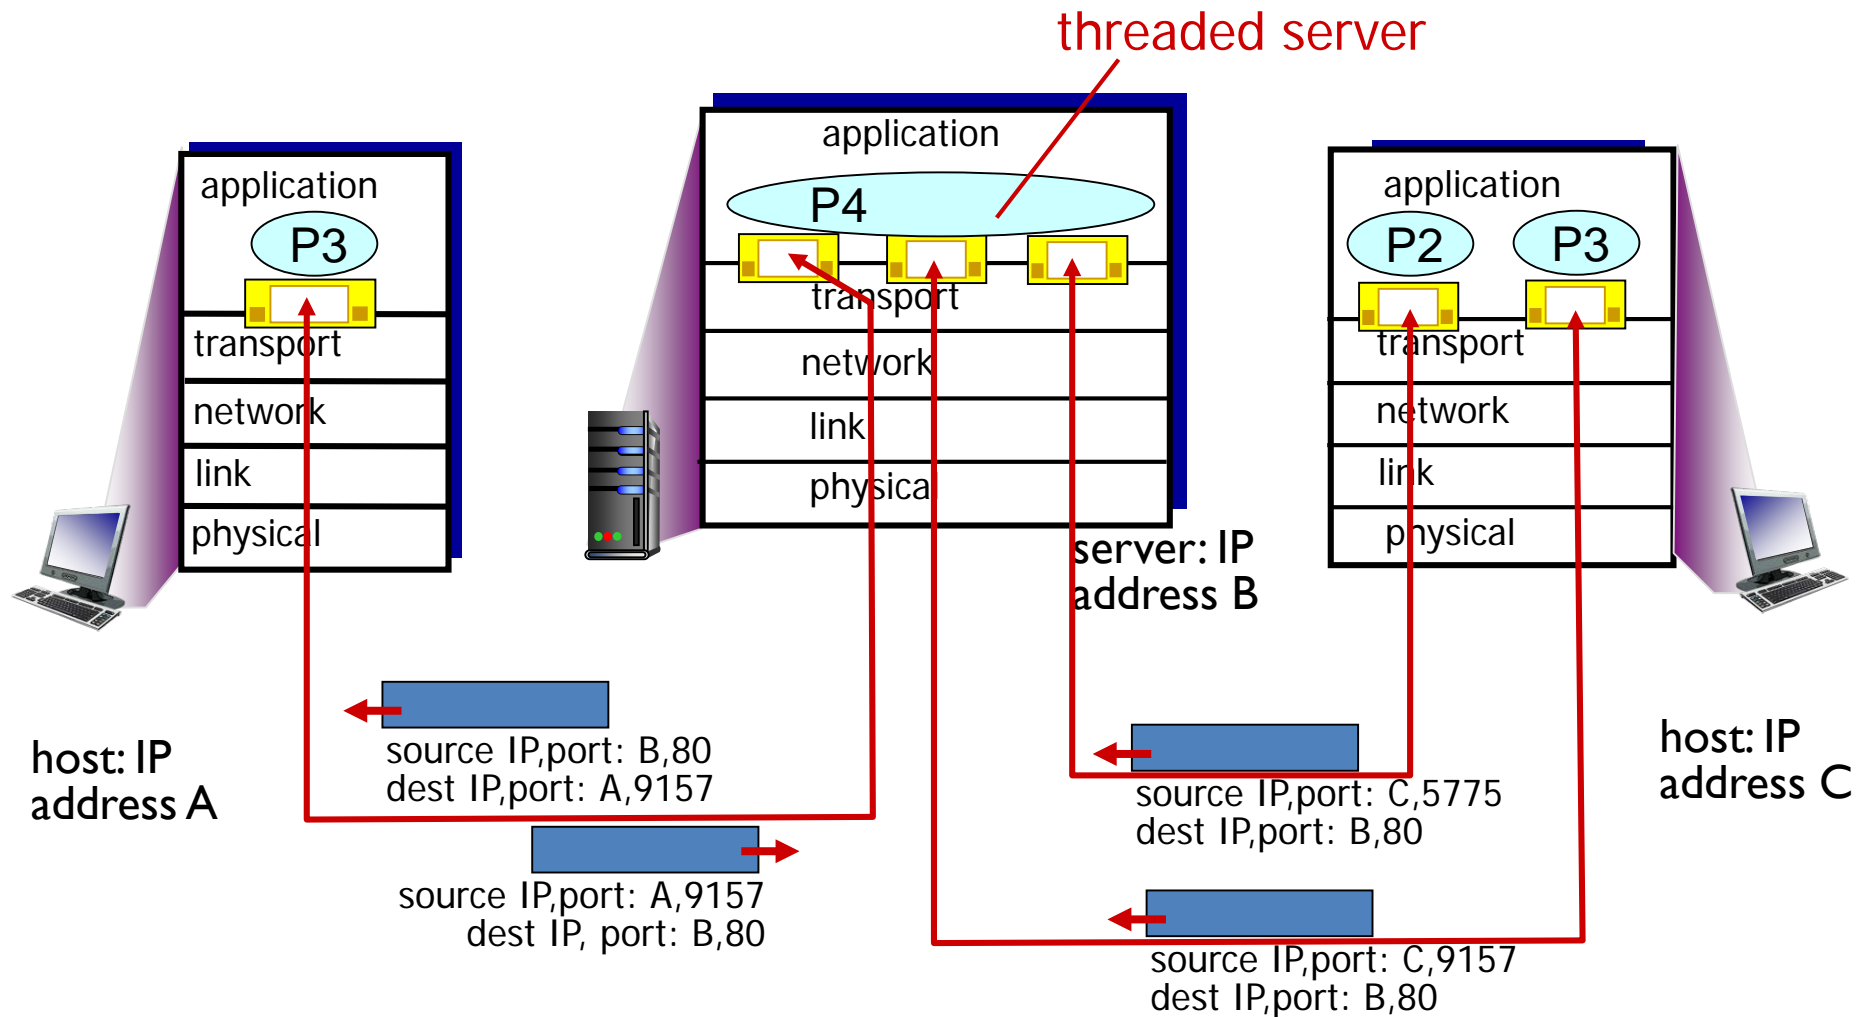 threaded server
application
P3
transport
network
link
physical
application
P4
transport
network
link
physical
application
P2
P3
transport
network
link
physical
server: IP
address B
host: IP
address A
source IP,port: B,80
dest IP,port: A,9157
source IP,port: A,9157
dest IP, port: B,80
source IP,port: C,5775
dest IP,port: B,80
source IP,port: C,9157
dest IP,port: B,80
host: IP
address C